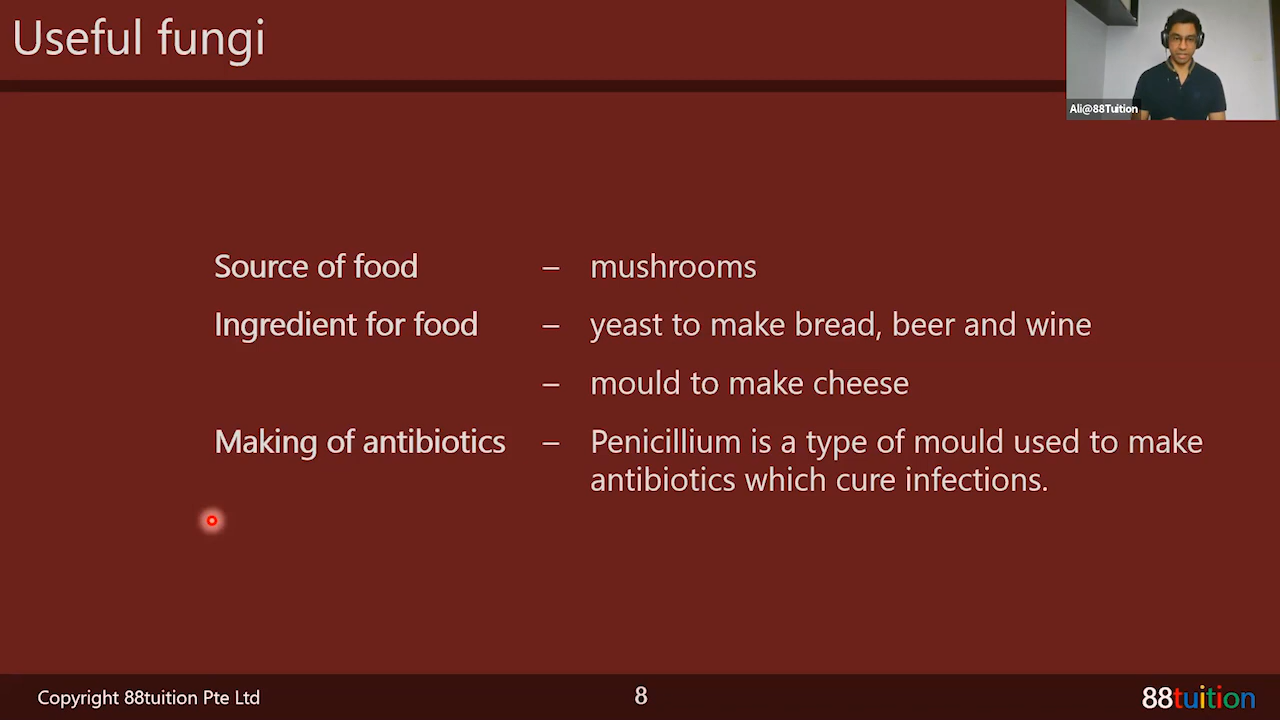 Useful fungi
Ali@88Tuition
Source of food – mushrooms
Ingredient for food – yeast to make bread, beer and wine
– mould to make cheese
Making of antibiotics – Penicillium is a type of mould used to make
antibiotics which cure infections.
Copyright 88tuition Pte Ltd
8
88tuition